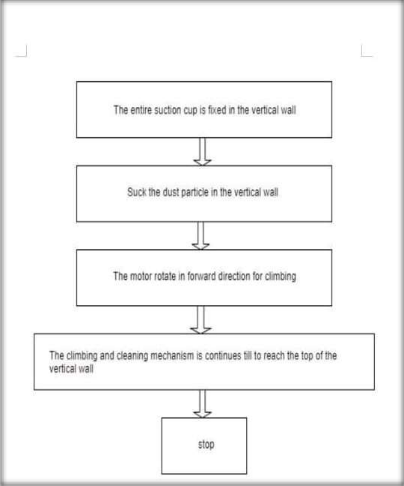 The entire suction cup is fixed in the vertical wall
Suck the dust particle in the vertical wall
The motor rotate in forward direction for climbing
The climbing and cleaning mechanism is continues till to reach the top of the
vertical wall
stop